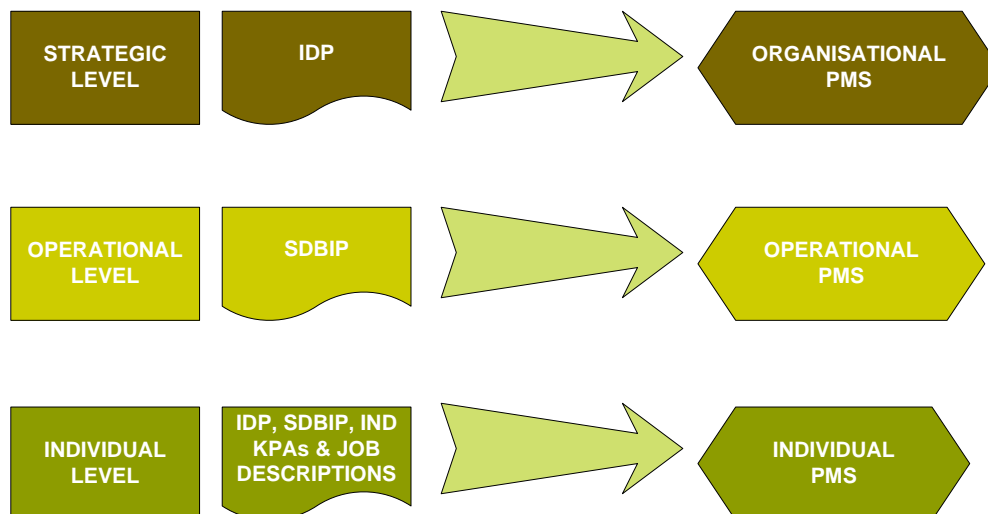 STRATEGIC
LEVEL
IDP
ORGANISATIONAL
PMS
OPERATIONAL
LEVEL
SDBIP
OPERATIONAL
PMS
INDIVIDUAL
LEVEL
IDP, SDBIP, IND
KPAs & JOB
DESCRIPTIONS
INDIVIDUAL
PMS